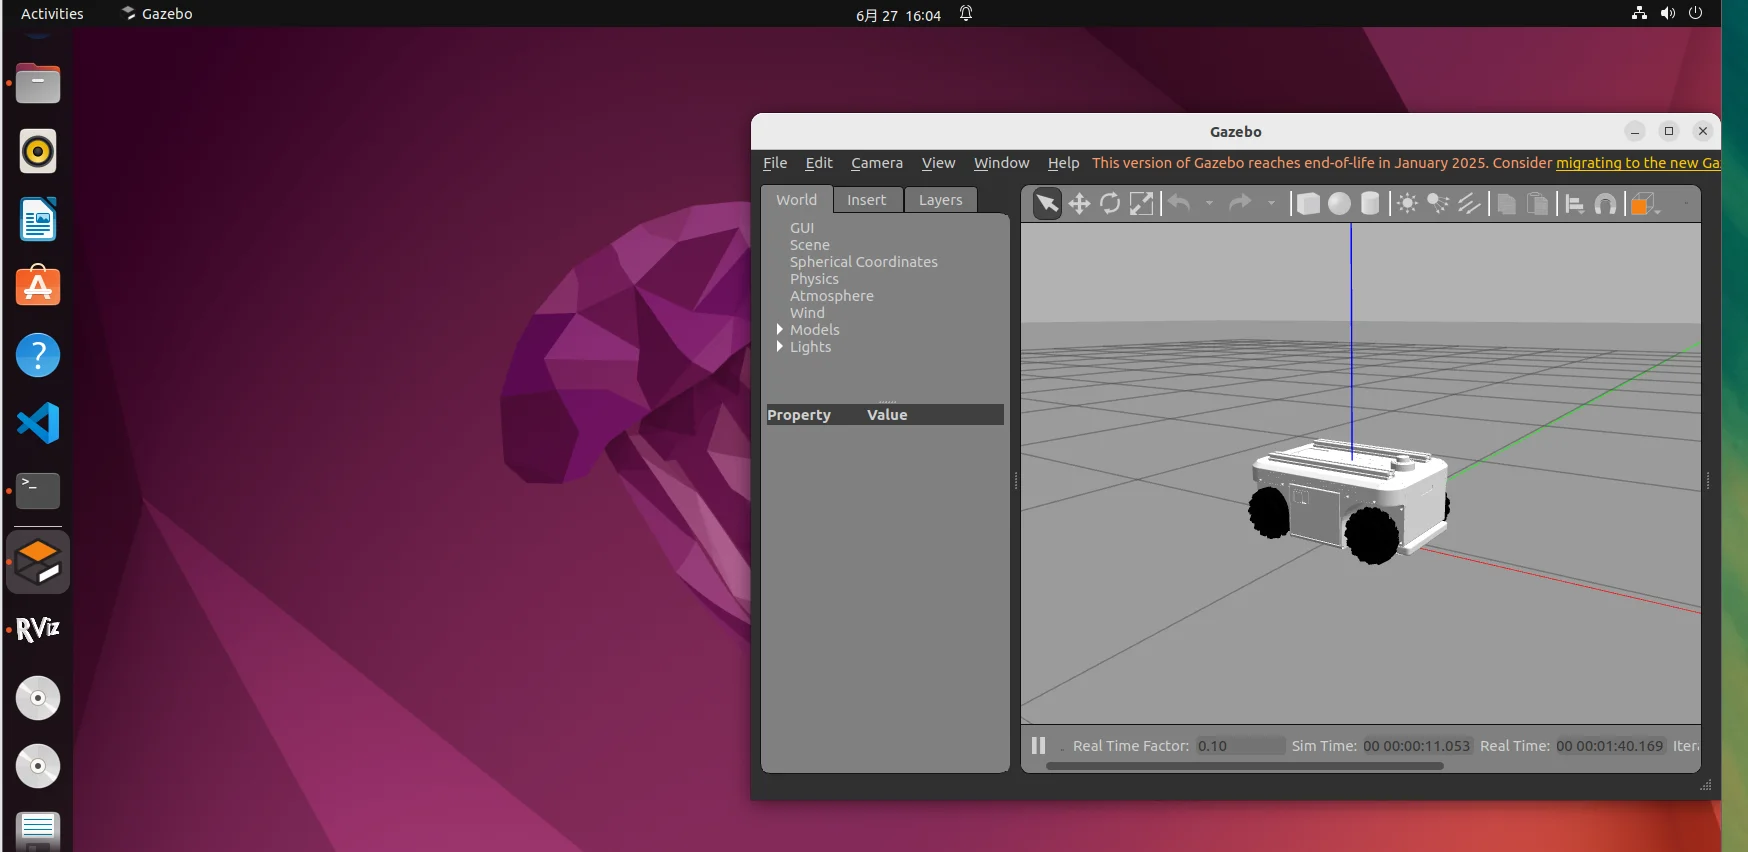 Activities Gazebo 6月 27 16:04
Gazebo
File Edit Camera View Window Help This version of Gazebo reaches end-of-life in January 2025. Consider migrating to the new Ga
World Insert Layers
GUI
Scene
Spherical Coordinates
Physics
Atmosphere
Wind
Models
Lights
Property Value
RViz
Real Time Factor: 0.10 Sim Time: 00 00:00:11.053 Real Time: 00 00:01:40.169 Iter